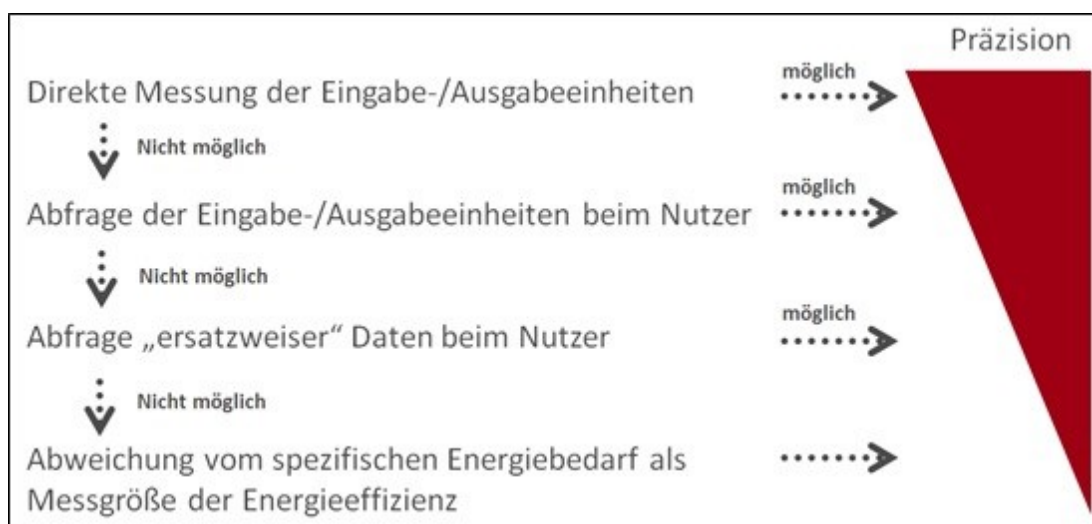 Präzision
Direkte Messung der Eingabe-/Ausgabeeinheiten
möglich
Nicht möglich
Abfrage der Eingabe-/Ausgabeeinheiten beim Nutzer
möglich
Nicht möglich
Abfrage „ersatzweiser“ Daten beim Nutzer
möglich
Nicht möglich
Abweichung vom spezifischen Energiebedarf als
Messgröße der Energieeffizienz